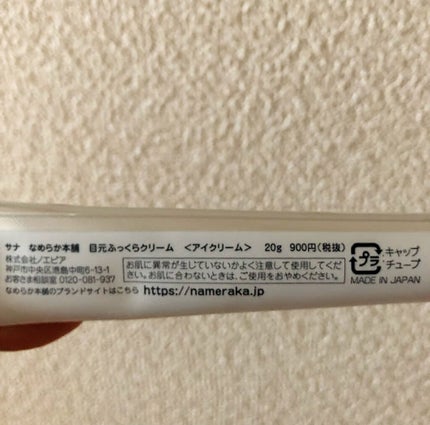 サナ なめらか本舗 目元ふっくらクリーム <アイクリーム> 20g 900円(税抜)
株式会社ノエビア
神戸市中央区港島中町6-13-1
お客さま相談室 0120-081-937
なめらか本舗のブランドサイトはこちら https://nameraka.jp
お肌に異常が生じていないかよく注意して使用してくだ
さい。お肌に合わないときは、ご使用をおやめください。
プラ
キャップ
チューブ
MADE IN JAPAN